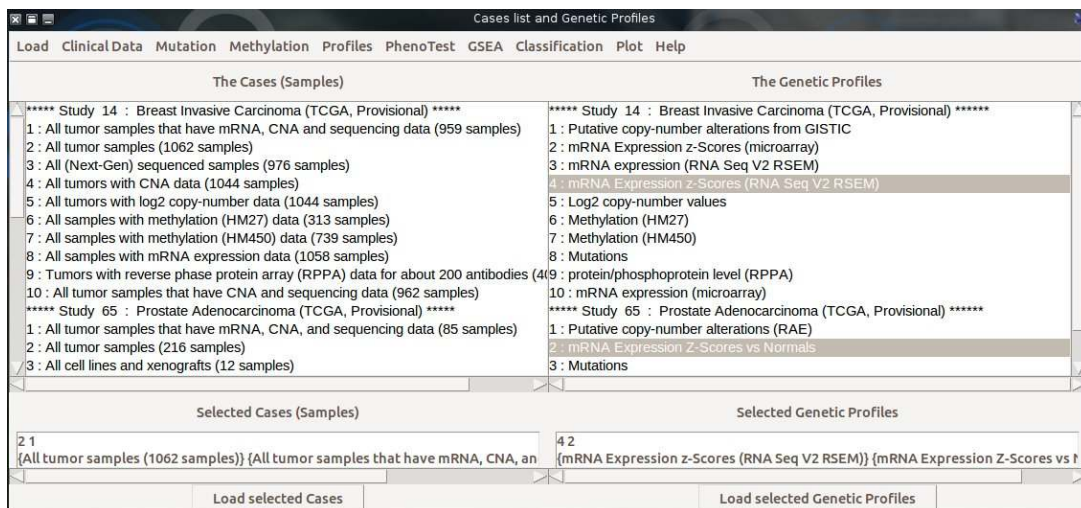 Cases list and Genetic Profiles
Load Clinical Data Mutation Methylation Profiles PhenoTest GSEA Classification Plot Help
The Cases (Samples)
***** Study 14 : Breast Invasive Carcinoma (TCGA, Provisional) *****
1 : All tumor samples that have mRNA, CNA and sequencing data (959 samples)
2 : All tumor samples (1062 samples)
3 : All (Next-Gen) sequenced samples (976 samples)
4 : All tumors with CNA data (1044 samples)
5 : All tumors with log2 copy-number data (1044 samples)
6 : All samples with methylation (HM27) data (313 samples)
7 : All samples with methylation (HM450) data (739 samples)
8 : All samples with mRNA expression data (1058 samples)
9 : Tumors with reverse phase protein array (RPPA) data for about 200 antibodies (40
10 : All tumor samples that have CNA and sequencing data (962 samples)
***** Study 65 : Prostate Adenocarcinoma (TCGA, Provisional) *****
1 : All tumor samples that have mRNA, CNA, and sequencing data (85 samples)
2 : All tumor samples (216 samples)
3 : All cell lines and xenografts (12 samples)
The Genetic Profiles
***** Study 14 : Breast Invasive Carcinoma (TCGA, Provisional) ******
1 : Putative copy-number alterations from GISTIC
2 : mRNA Expression z-Scores (microarray)
3 : mRNA expression (RNA Seq V2 RSEM)
4 : mRNA Expression z-Scores (RNA Seq V2 RSEM)
5 : Log2 copy-number values
6 : Methylation (HM27)
7 : Methylation (HM450)
8 : Mutations
9 : protein/phosphoprotein level (RPPA)
10 : mRNA expression (microarray)
***** Study 65 : Prostate Adenocarcinoma (TCGA, Provisional) ******
1 : Putative copy-number alterations (RAE)
2 : mRNA Expression Z-Scores vs Normals
3 : Mutations
Selected Cases (Samples)
2 1
{All tumor samples (1062 samples)} {All tumor samples that have mRNA, CNA, an
Load selected Cases
Selected Genetic Profiles
4 2
{mRNA Expression z-Scores (RNA Seq V2 RSEM)} {mRNA Expression Z-Scores vs
Load selected Genetic Profiles